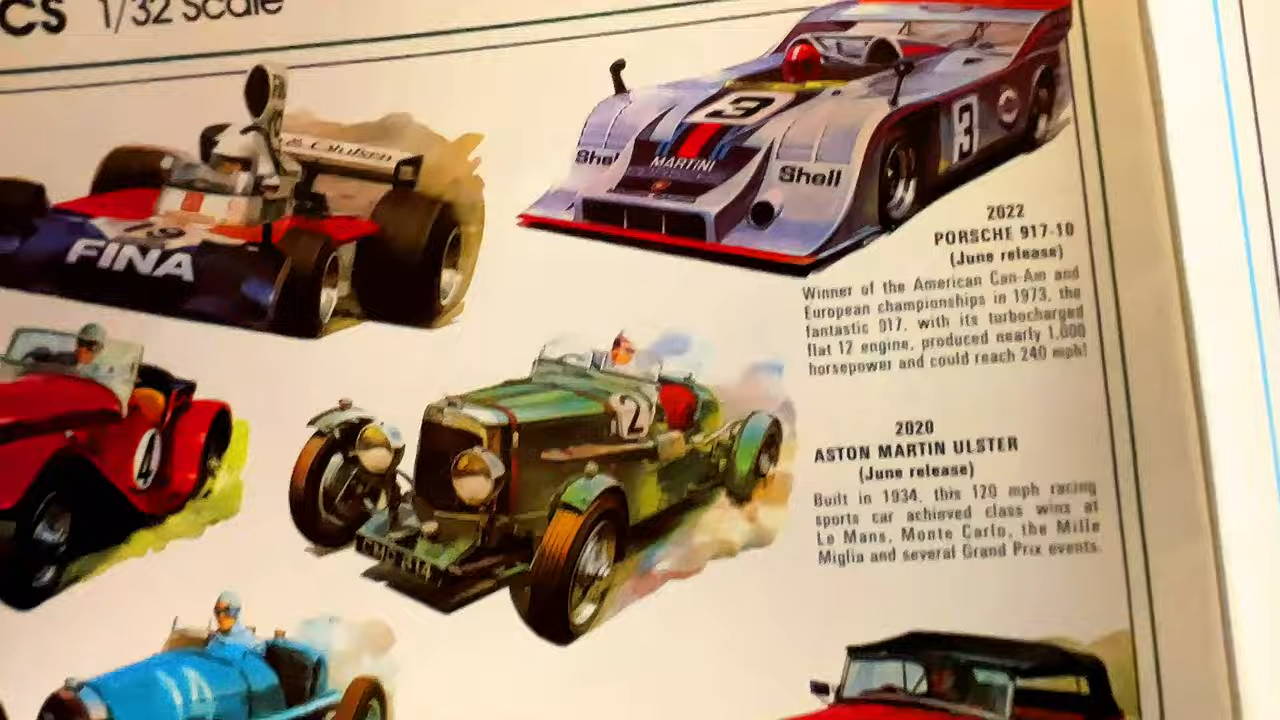 CS 1/32 Scale
FINA
19
3
Shell
MARTINI
Shell
3
2022
PORSCHE 917-10
(June release)
Winner of the American Can-Am and
European championships in 1973, the
fantastic 917, with its turbocharged
flat 12 engine, produced nearly 1,000
horsepower and could reach 240 mph!
4
2
2020
ASTON MARTIN ULSTER
(June release)
Built in 1934, this 120 mph racing
sports car achieved class wins at
Le Mans, Monte Carlo, the Mille
Miglia and several Grand Prix events.
14